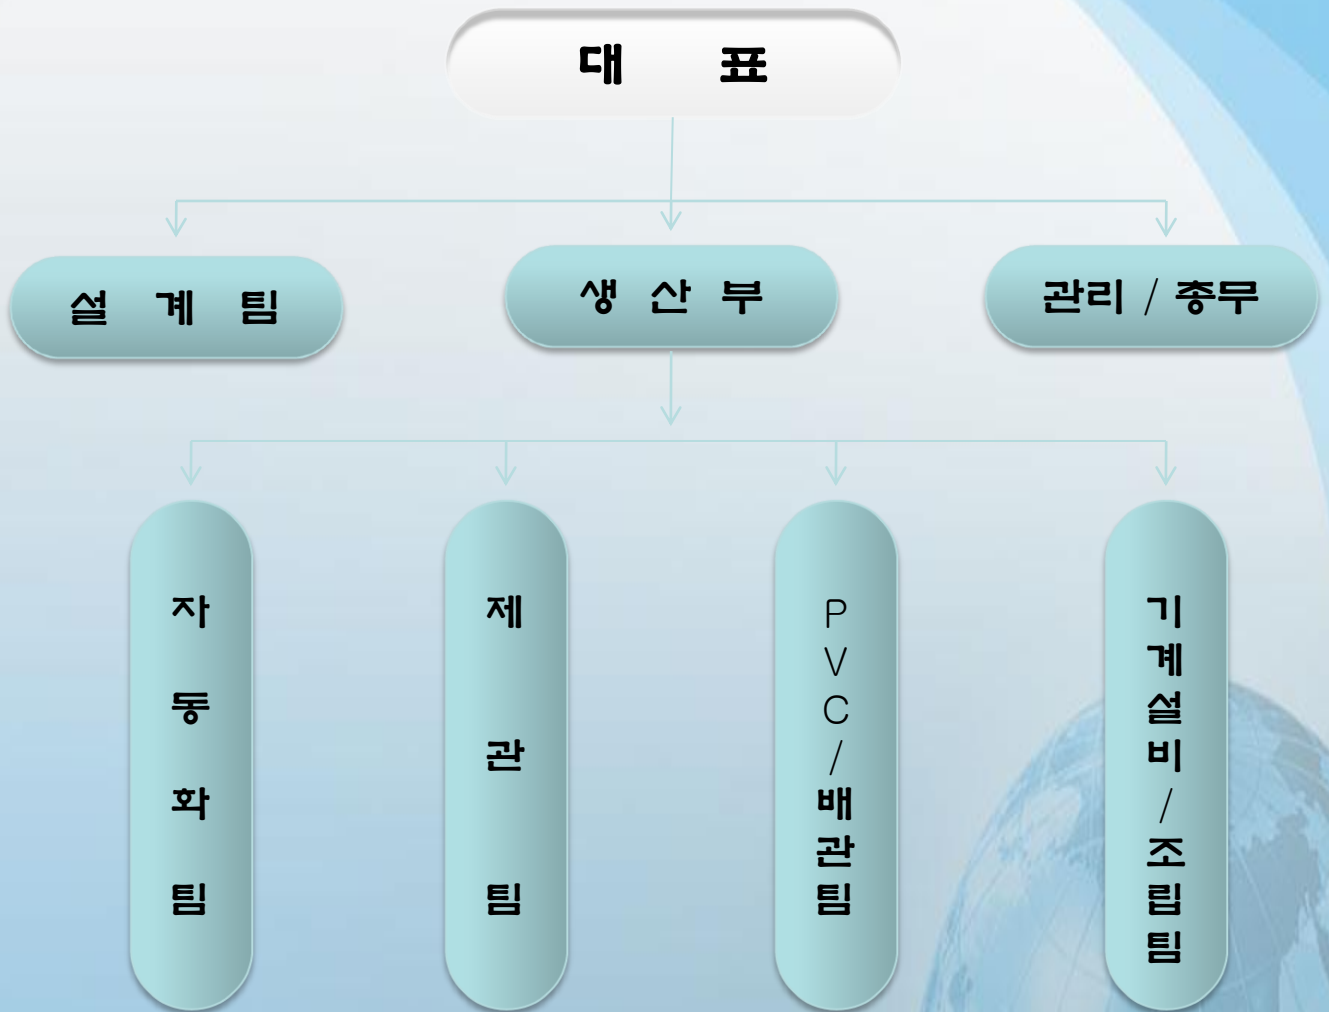 대 표
설 계 팀
생 산 부
관리 / 총무
자동화팀
제관팀
PVC/배관팀
기계설비/조립팀